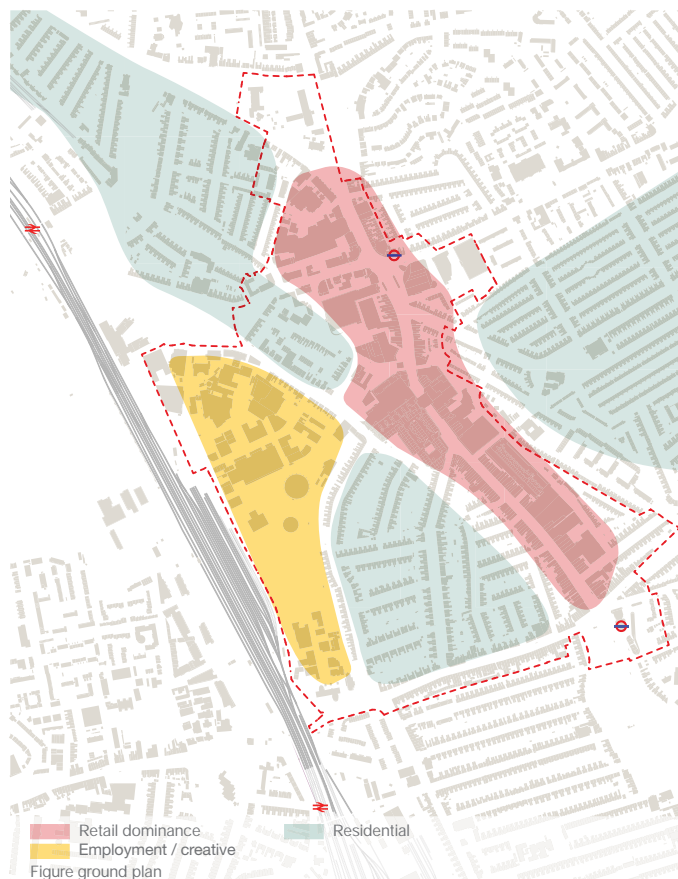 Retail dominance
Residential
Employment / creative
Figure ground plan